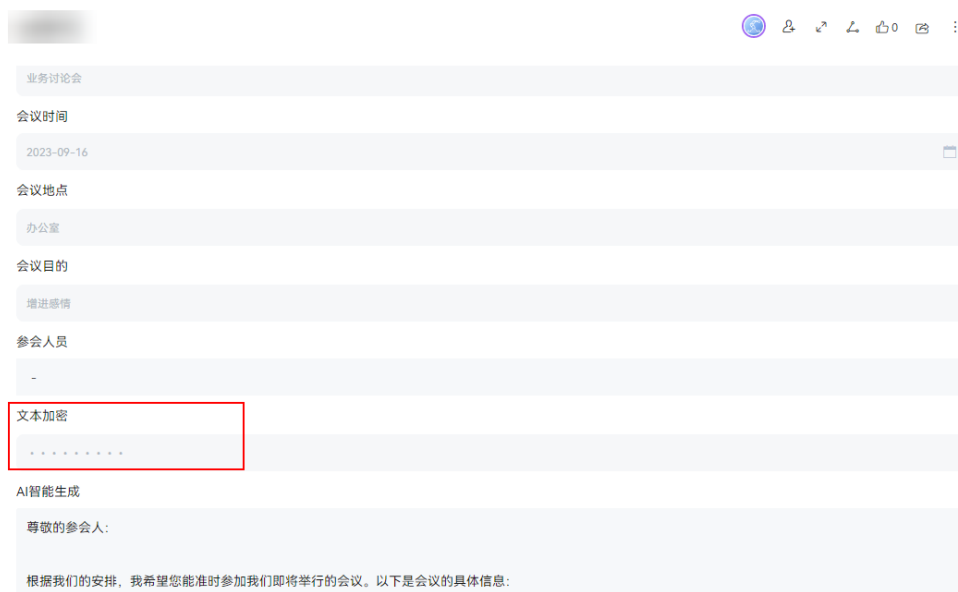 0
业务讨论会
会议时间
2023-09-16
会议地点
办公室
会议目的
增进感情
参会人员
-
文本加密
AI智能生成
尊敬的参会人:
根据我们的安排，我希望您能准时参加我们即将举行的会议。以下是会议的具体信息: